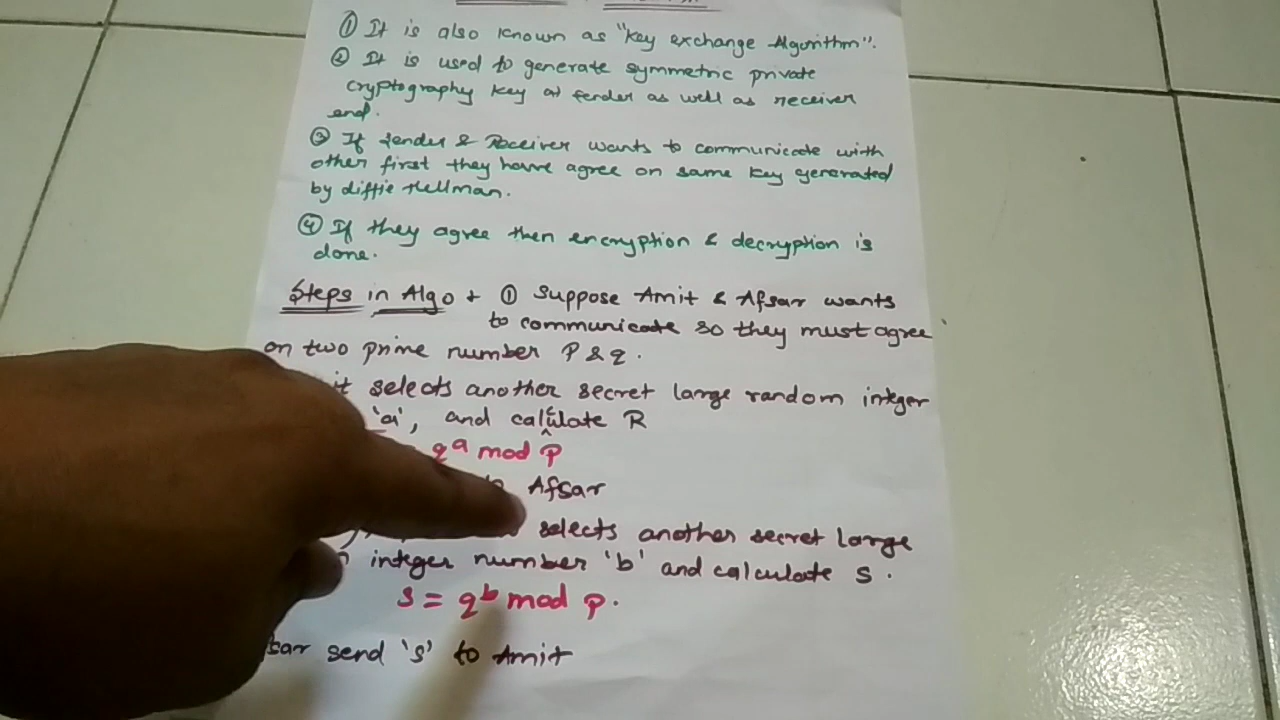 ① It is also known as "key exchange Algorithm".
② It is used to generate symmetric private
cryptography key at sender as well as receiver
end.
③ If sender & Receiver wants to communicate with
other first they have agree on same key generated
by diffie Hellman.
④ If they agree then encryption & decryption is
done.
Steps in Algo → ① Suppose Amit & Afsar wants
to communicate so they must agree
on two prime number P & q.
selects another secret large random integer
'a', and calculate R
q^a mod p
Afsar
selects another secret large
integer number 'b' and calculate S.
S = q^b mod p.
send 's' to Amit